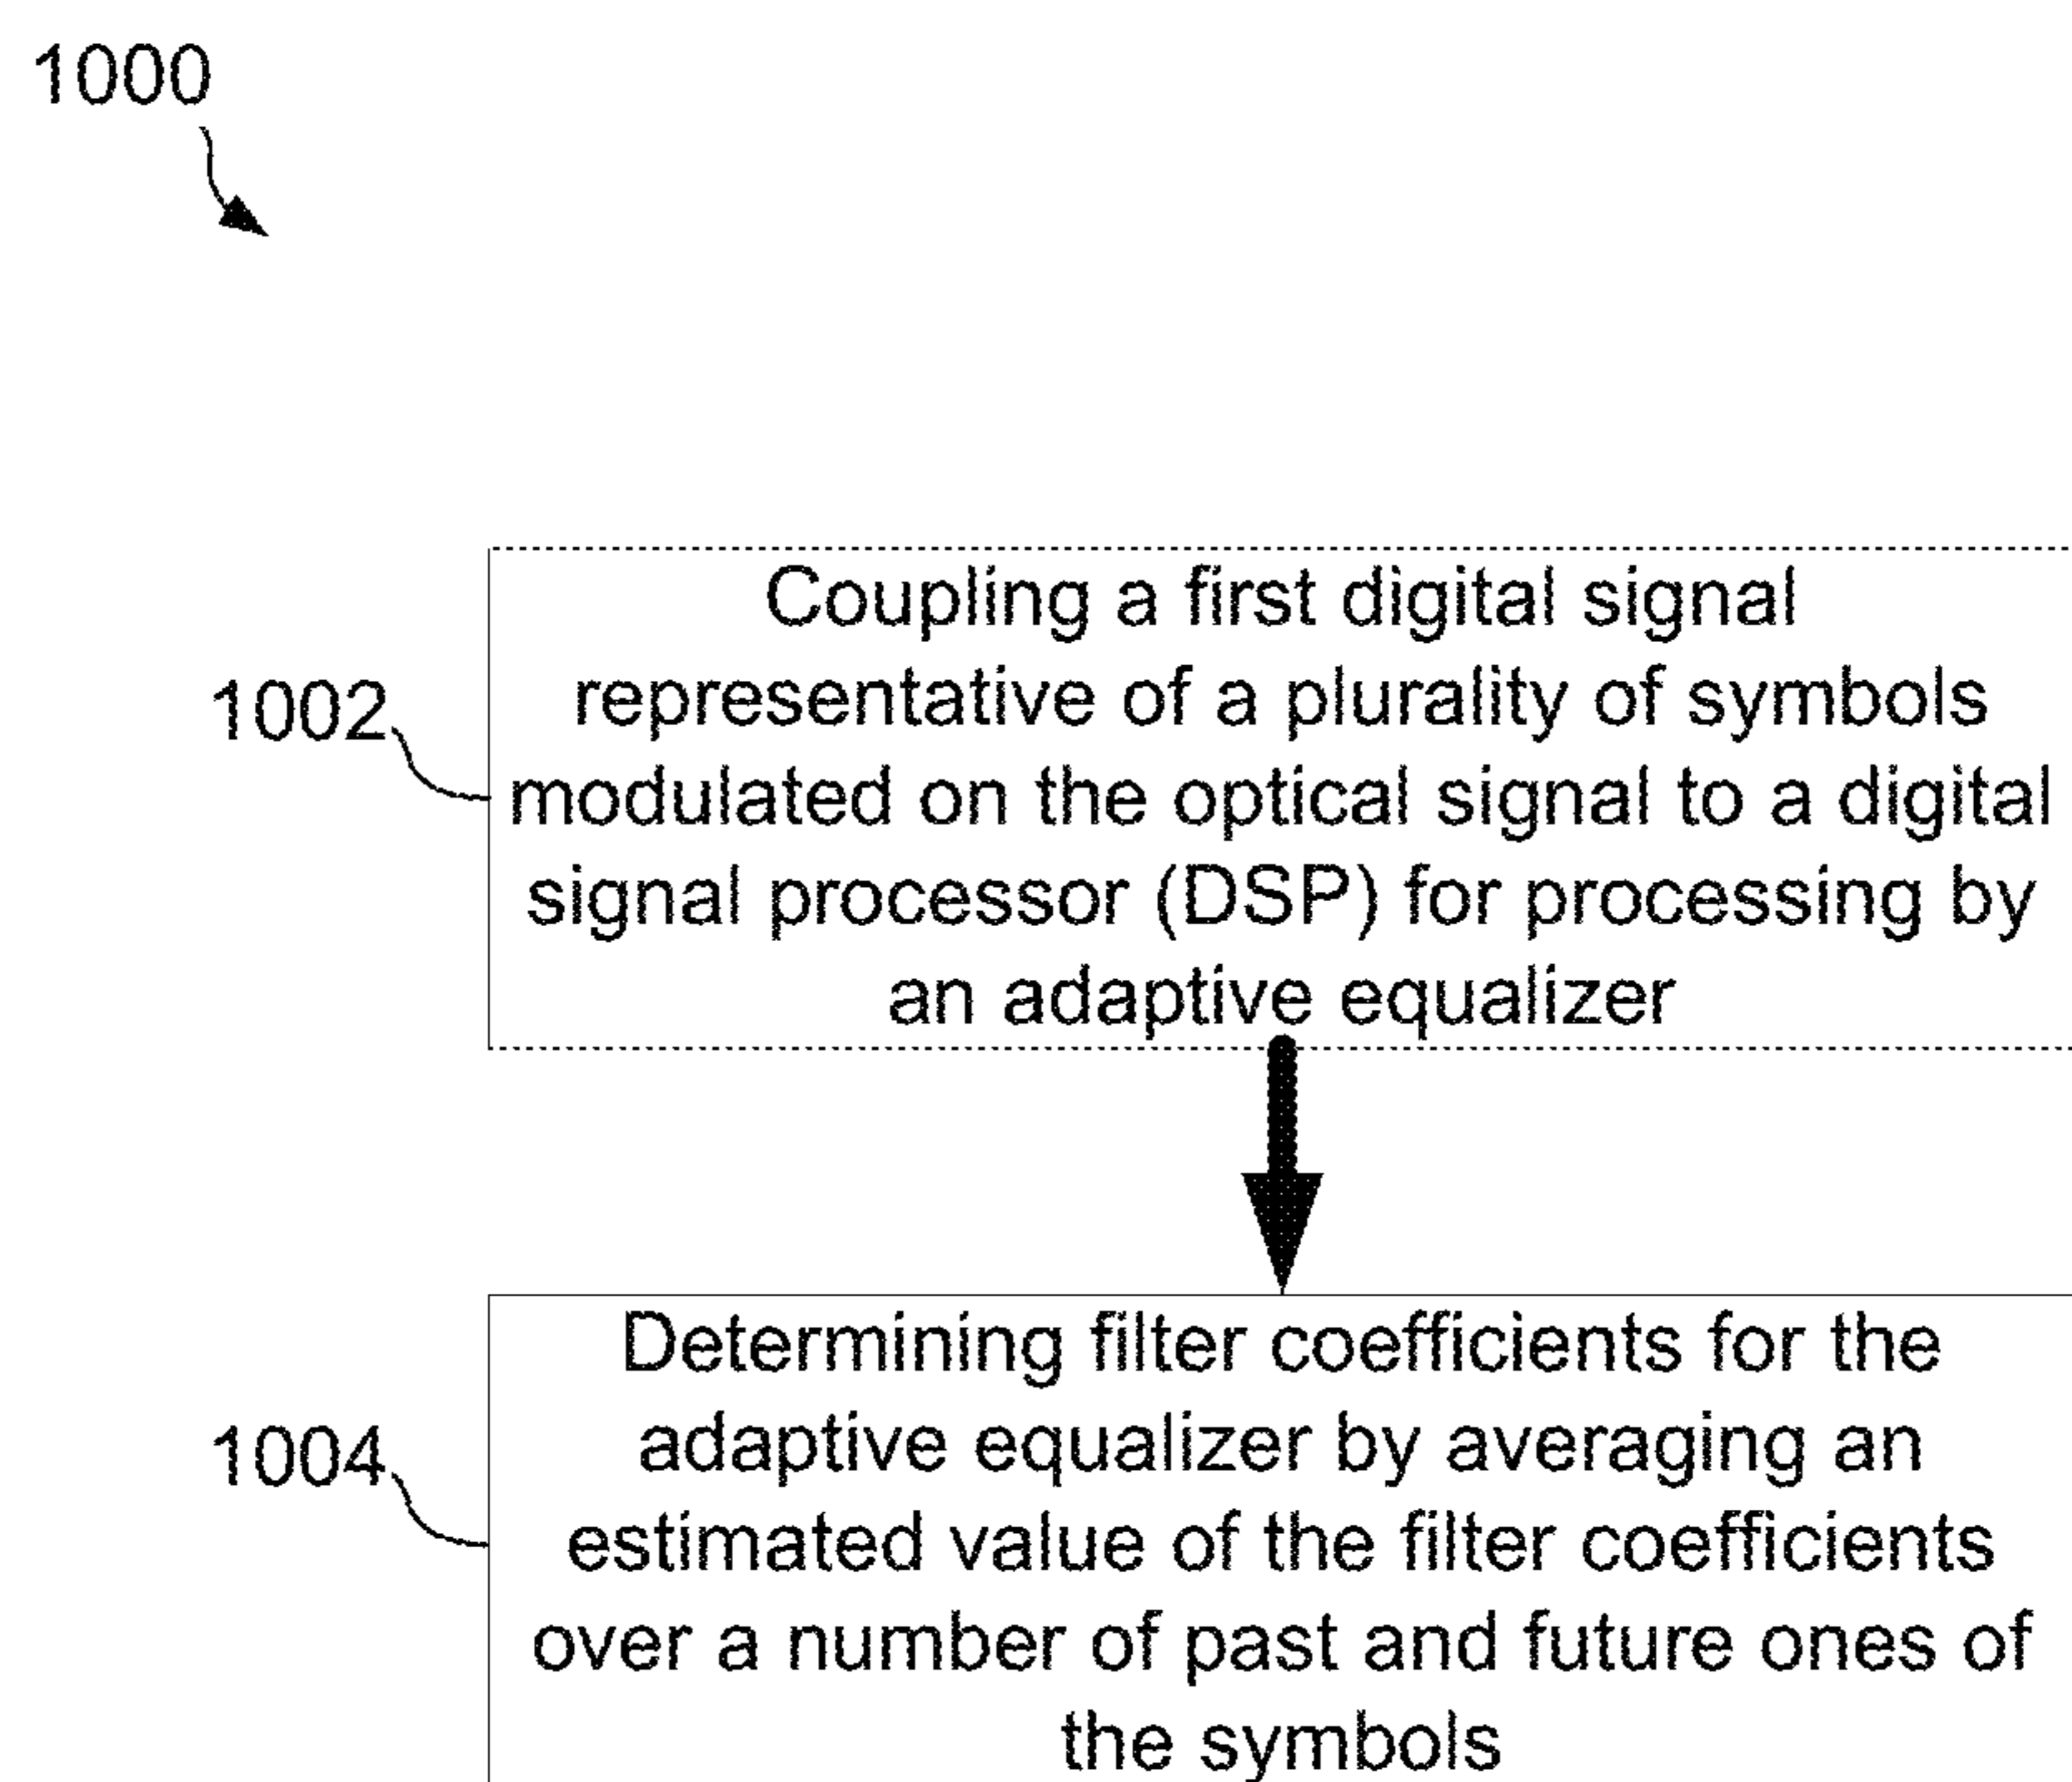 1000
Coupling a first digital signal
representative of a plurality of symbols
1002
modulated on the optical signal to a digital
signal processor (DSP) for processing by
an adaptive equalizer
Determining filter coefficients for the
adaptive equalizer by averaging an
1004
estimated value of the filter coefficients
over a number of past and future ones of
the symbols